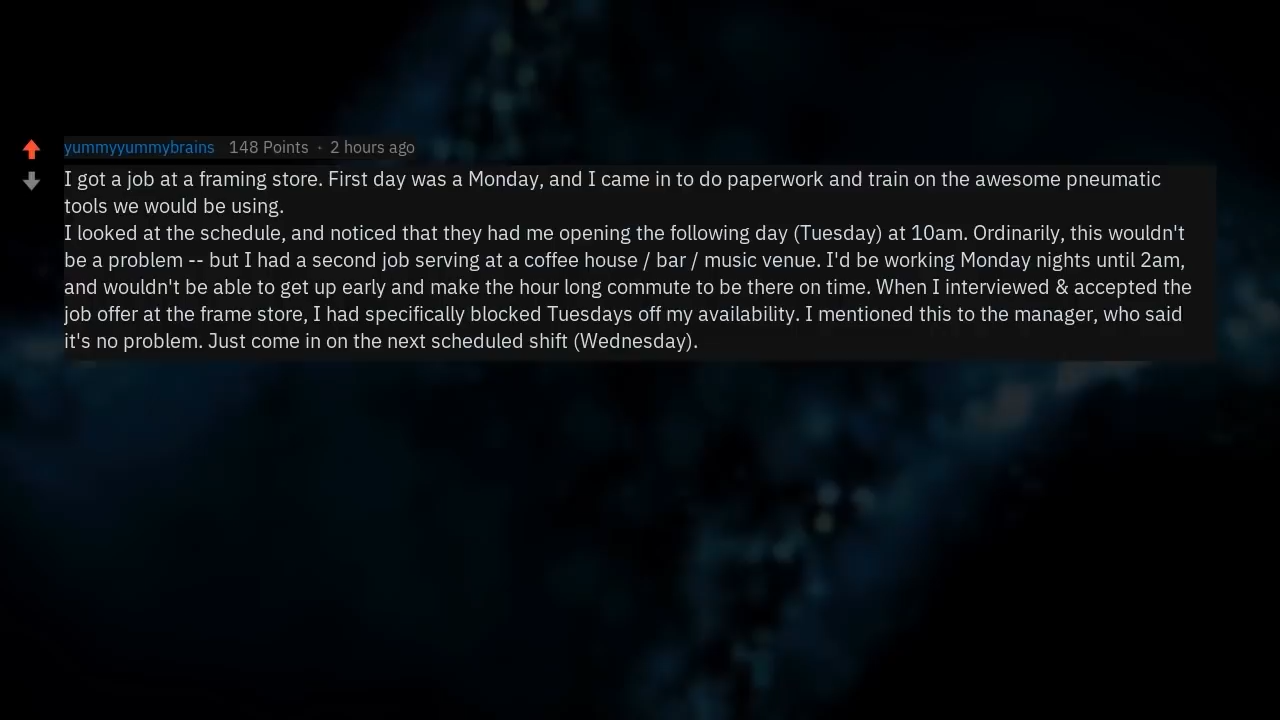 yummyyummybrains 148 Points · 2 hours ago
I got a job at a framing store. First day was a Monday, and I came in to do paperwork and train on the awesome pneumatic
tools we would be using.
I looked at the schedule, and noticed that they had me opening the following day (Tuesday) at 10am. Ordinarily, this wouldn't
be a problem -- but I had a second job serving at a coffee house / bar / music venue. I'd be working Monday nights until 2am,
and wouldn't be able to get up early and make the hour long commute to be there on time. When I interviewed & accepted the
job offer at the frame store, I had specifically blocked Tuesdays off my availability. I mentioned this to the manager, who said
it's no problem. Just come in on the next scheduled shift (Wednesday).